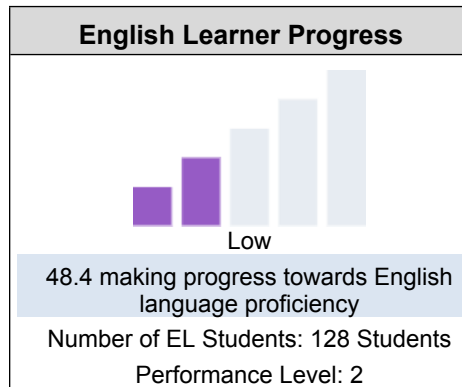 English Learner Progress
Low
48.4 making progress towards English
language proficiency
Number of EL Students: 128 Students
Performance Level: 2